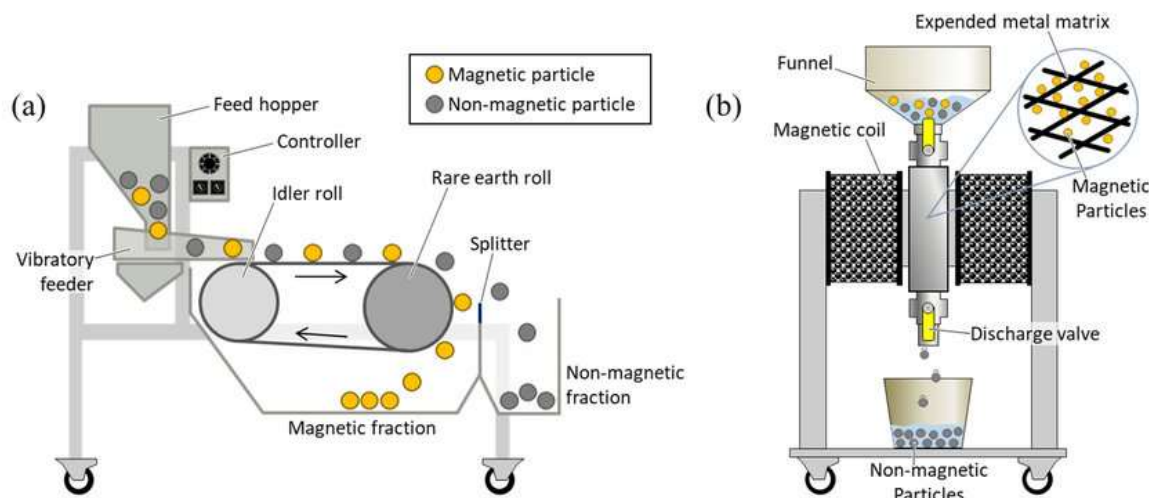 (a)
Feed hopper
Controller
Idler roll
Vibratory
feeder
Magnetic particle
Non-magnetic particle
Rare earth roll
Splitter
Magnetic fraction
Non-magnetic
fraction
(b)
Funnel
Expended metal matrix
Magnetic coil
Magnetic
Particles
Discharge valve
Non-magnetic
Particles